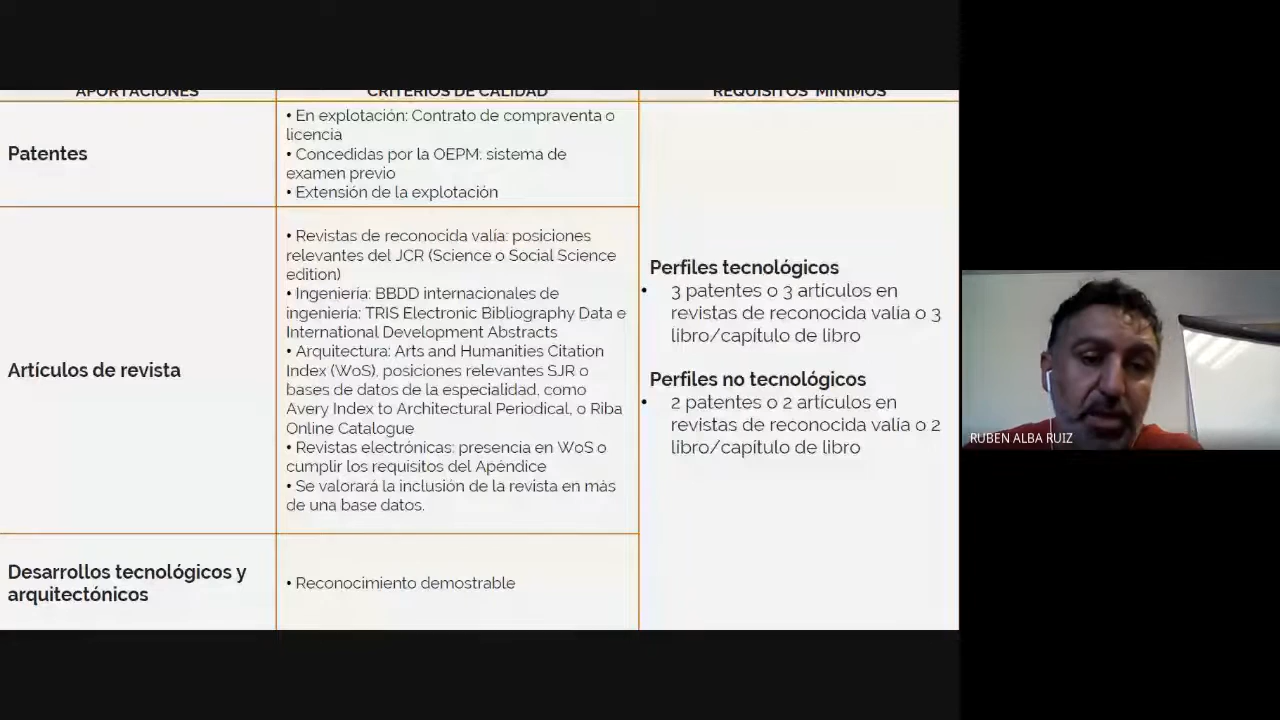 APORTACIONES
CRITERIOS DE CALIDAD
REQUISITOS MÍNIMOS
Patentes
• En explotación: Contrato de compraventa o
licencia
• Concedidas por la OEPM: sistema de
examen previo
• Extensión de la explotación
Artículos de revista
• Revistas de reconocida valía: posiciones
relevantes del JCR (Science o Social Science
edition)
• Ingeniería: BBDD internacionales de
ingeniería: TRIS Electronic Bibliography Data e
International Development Abstracts
• Arquitectura: Arts and Humanities Citation
Index (WoS), posiciones relevantes SJR o
bases de datos de la especialidad, como
Avery Index to Architectural Periodical, o Riba
Online Catalogue
• Revistas electrónicas: presencia en WoS o
cumplir los requisitos del Apéndice
• Se valorará la inclusión de la revista en más
de una base datos.
Desarrollos tecnológicos y
arquitectónicos
• Reconocimiento demostrable
Perfiles tecnológicos
• 3 patentes o 3 artículos en
revistas de reconocida valía o 3
libro/capítulo de libro
Perfiles no tecnológicos
• 2 patentes o 2 artículos en
revistas de reconocida valía o 2
libro/capítulo de libro
RUBEN ALBA RUIZ